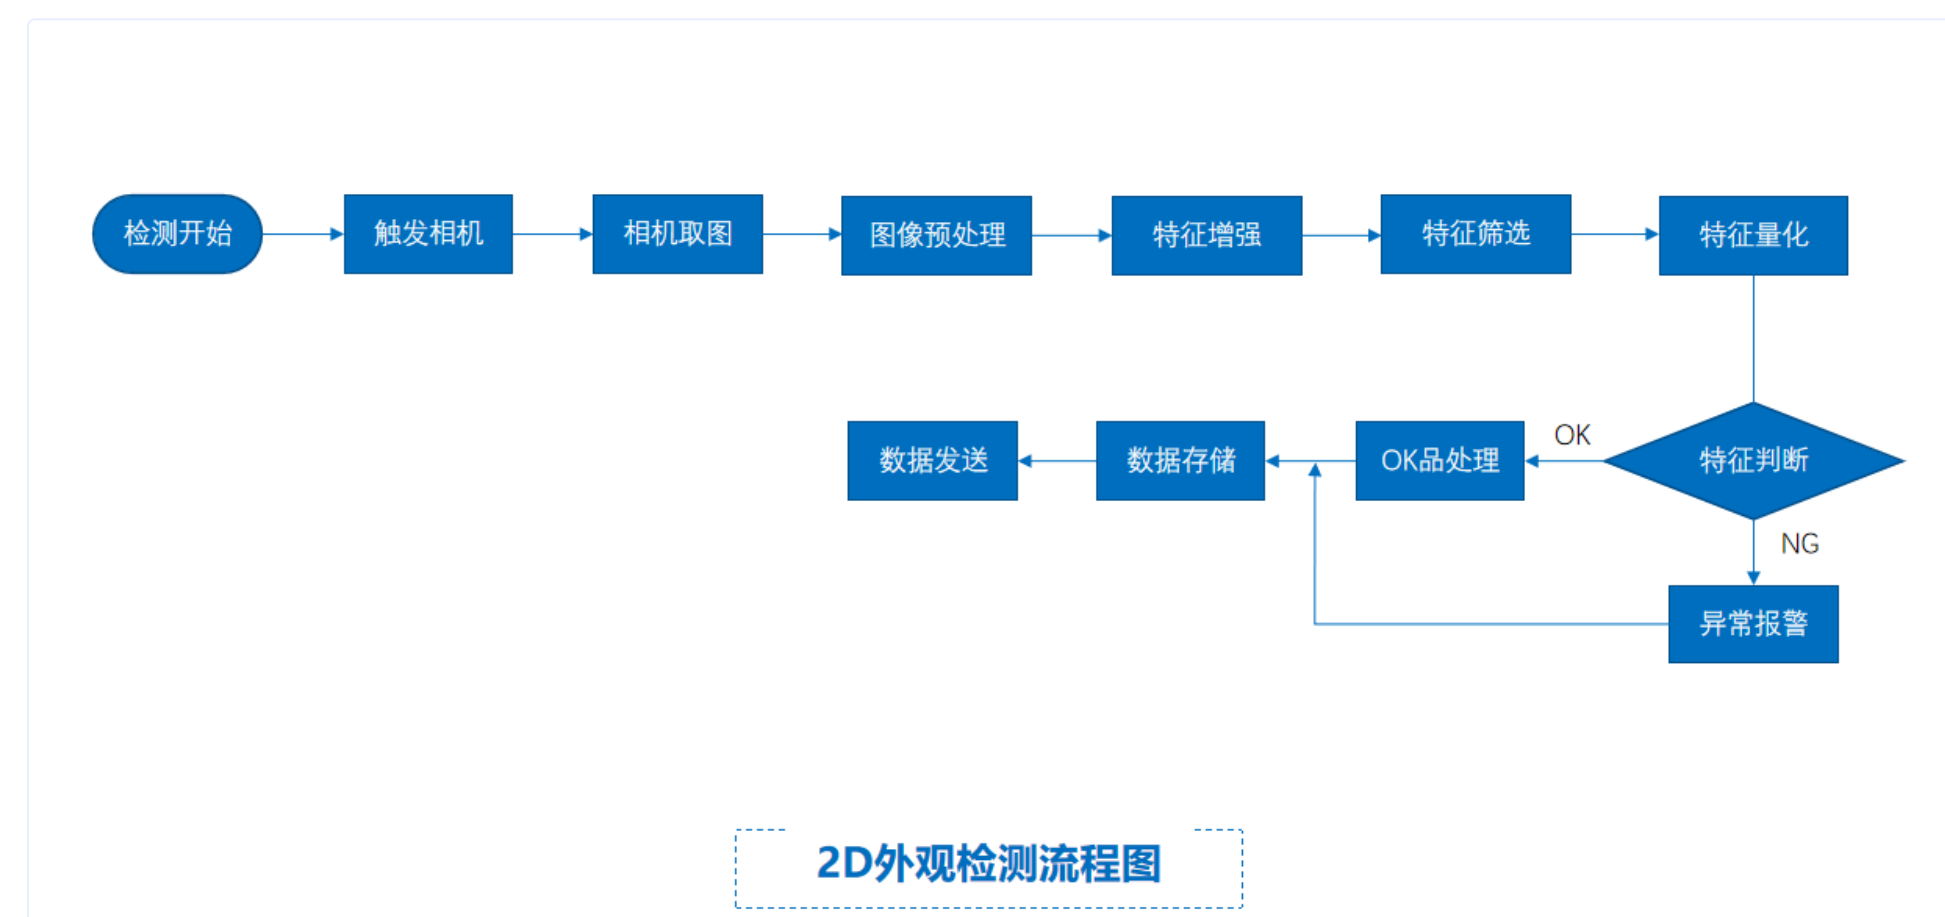 检测开始
触发相机
相机取图
图像预处理
特征增强
特征筛选
特征量化
特征判断
OK
OK品处理
数据存储
数据发送
NG
异常报警
2D外观检测流程图